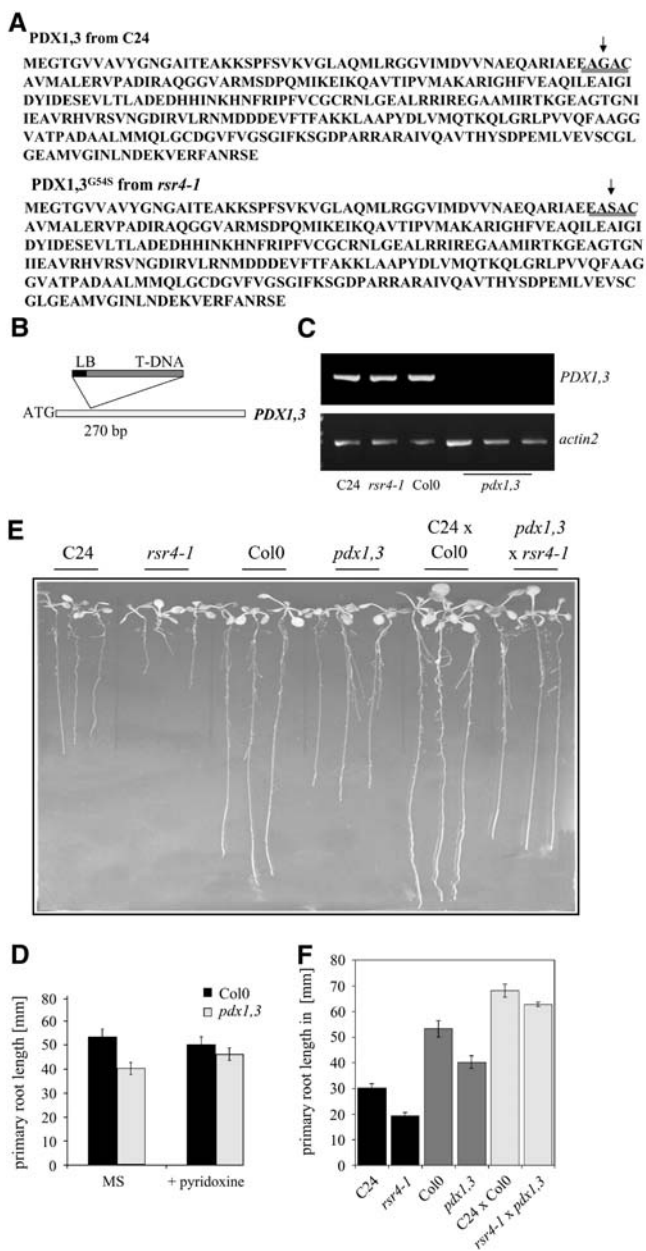 A
PDX1,3 from C24
MEGTGVVAVYGNGAITEAKKSPFSVKVGLAQMLRGGVIMDVVNAEQARIAEEAGAC
AVMALERVPADIRAQGGVARMSDPQMIKEIKQAVTIPVMAKARIGHFVEAQILEAIGI
DYIDESEVLTLADEDHHINKHNFRIPFVCGCRNLGEALRRIREGAAMIRTKGEAGTGNI
IEAVRHVRSVNGDIRVLRNMDDDEVFTFAKKLAAPYDLVMQTKQLGRLPVVQFAAGG
VATPADAALMMQLGCDGVFVGSGIFKSGDPARRARAIVQAVTHYSDPEMLVEVSCGL
GEAMVGINLNDEKVERFANRSE
PDX1,3G54S from rsr4-1
MEGTGVVAVYGNGAITEAKKSPFSVKVGLAQMLRGGVIMDVVNAEQARIAEEASAC
AVMALERVPADIRAQGGVARMSDPQMIKEIKQAVTIPVMAKARIGHFVEAQILEAIGI
DYIDESEVLTLADEDHHINKHNFRIPFVCGCRNLGEALRRIREGAAMIRTKGEAGTGN
IIEAVRHVRSVNGDIRVLRNMDDDEVFTFAKKLAAPYDLVMQTKQLGRLPVVQFAAG
GVATPADAALMMQLGCDGVFVGSGIFKSGDPARRARAIVQAVTHYSDPEMLVEVSC
GLGEAMVGINLNDEKVERFANRSE
B
LB T-DNA
ATG PDX1,3
270 bp
C
PDX1,3
actin2
C24 rsr4-1 Col0 pdx1,3
E
C24 rsr4-1 Col0 pdx1,3 C24 x Col0 pdx1,3 x rsr4-1
D
Col0
pdx1,3
primary root length [mm]
80
70
60
50
40
30
20
10
0
MS + pyridoxine
F
primary root length in [mm]
80
70
60
50
40
30
20
10
0
C24 rsr4-1 Col0 pdx1,3 C24 x Col0 rsr4-1 x pdx1,3